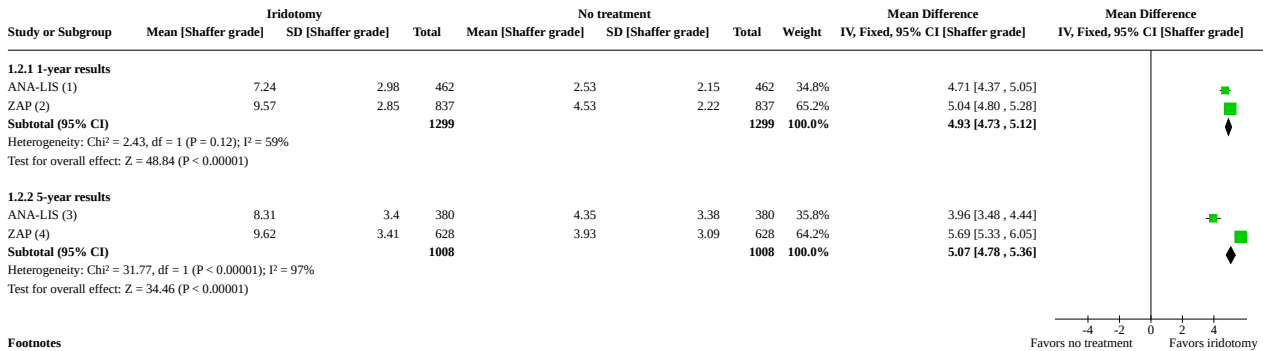 Iridotomy No treatment Mean Difference Mean Difference
Study or Subgroup Mean [Shaffer grade] SD [Shaffer grade] Total Mean [Shaffer grade] SD [Shaffer grade] Total Weight IV, Fixed, 95% CI [Shaffer grade] IV, Fixed, 95% CI [Shaffer grade]
1.2.1 1-year results
ANA-LIS (1) 7.24 2.98 462 2.53 2.15 462 34.8% 4.71 [4.37 , 5.05]
ZAP (2) 9.57 2.85 837 4.53 2.22 837 65.2% 5.04 [4.80 , 5.28]
Subtotal (95% CI) 1299 1299 100.0% 4.93 [4.73 , 5.12]
Heterogeneity: Chi² = 2.43, df = 1 (P = 0.12); I² = 59%
Test for overall effect: Z = 48.84 (P < 0.00001)
1.2.2 5-year results
ANA-LIS (3) 8.31 3.4 380 4.35 3.38 380 35.8% 3.96 [3.48 , 4.44]
ZAP (4) 9.62 3.41 628 3.93 3.09 628 64.2% 5.69 [5.33 , 6.05]
Subtotal (95% CI) 1008 1008 100.0% 5.07 [4.78 , 5.36]
Heterogeneity: Chi² = 31.77, df = 1 (P < 0.00001); I² = 97%
Test for overall effect: Z = 34.46 (P < 0.00001)
-4 -2 0 2 4
Footnotes Favors no treatment Favors iridotomy